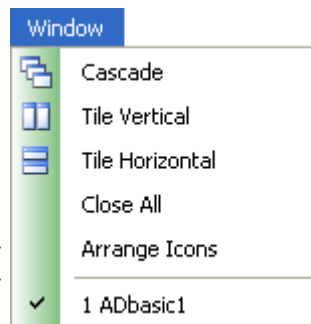 Window
Cascade
Tile Vertical
Tile Horizontal
Close All
Arrange Icons
1 ADbasic1